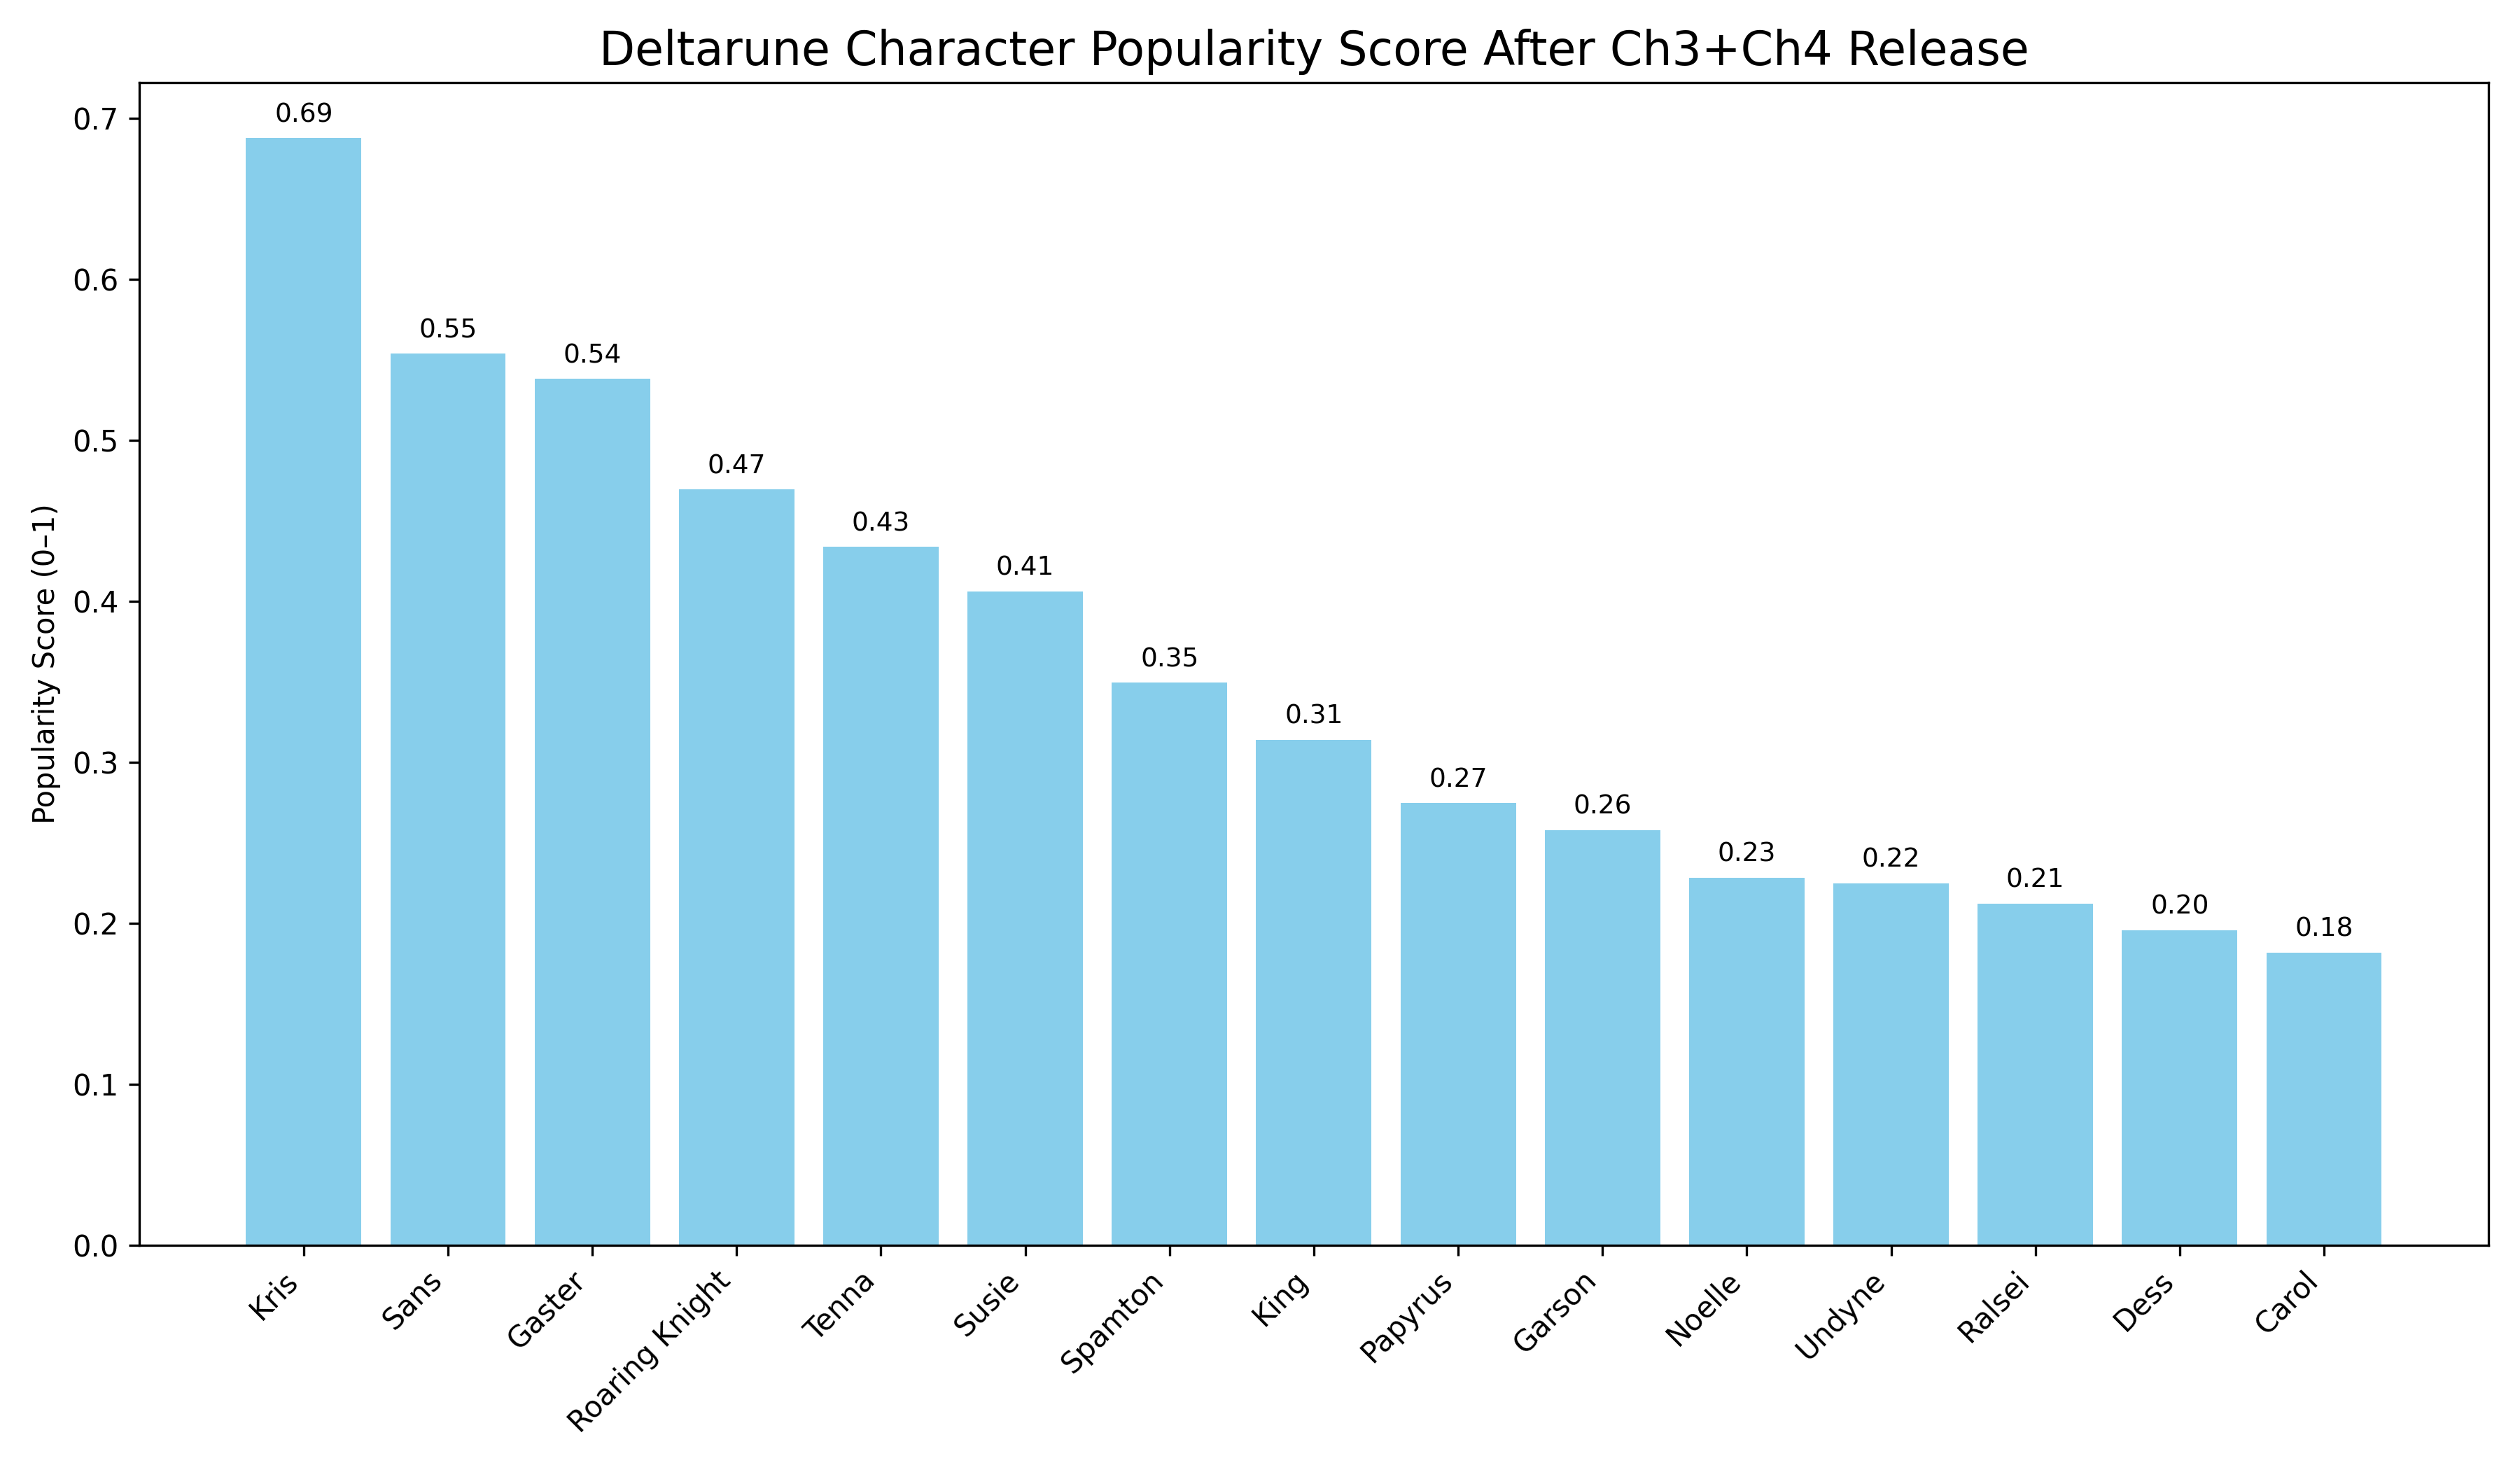 Deltarune Character Popularity Score After Ch3+Ch4 Release
Popularity Score (0–1)
0.7
0.6
0.5
0.4
0.3
0.2
0.1
0.0
0.69
0.55
0.54
0.47
0.43
0.41
0.35
0.31
0.27
0.26
0.23
0.22
0.21
0.20
0.18
Kris
Sans
Gaster
Roaring Knight
Tenna
Susie
Spamton
King
Papyrus
Garson
Noelle
Undyne
Ralsei
Dess
Carol